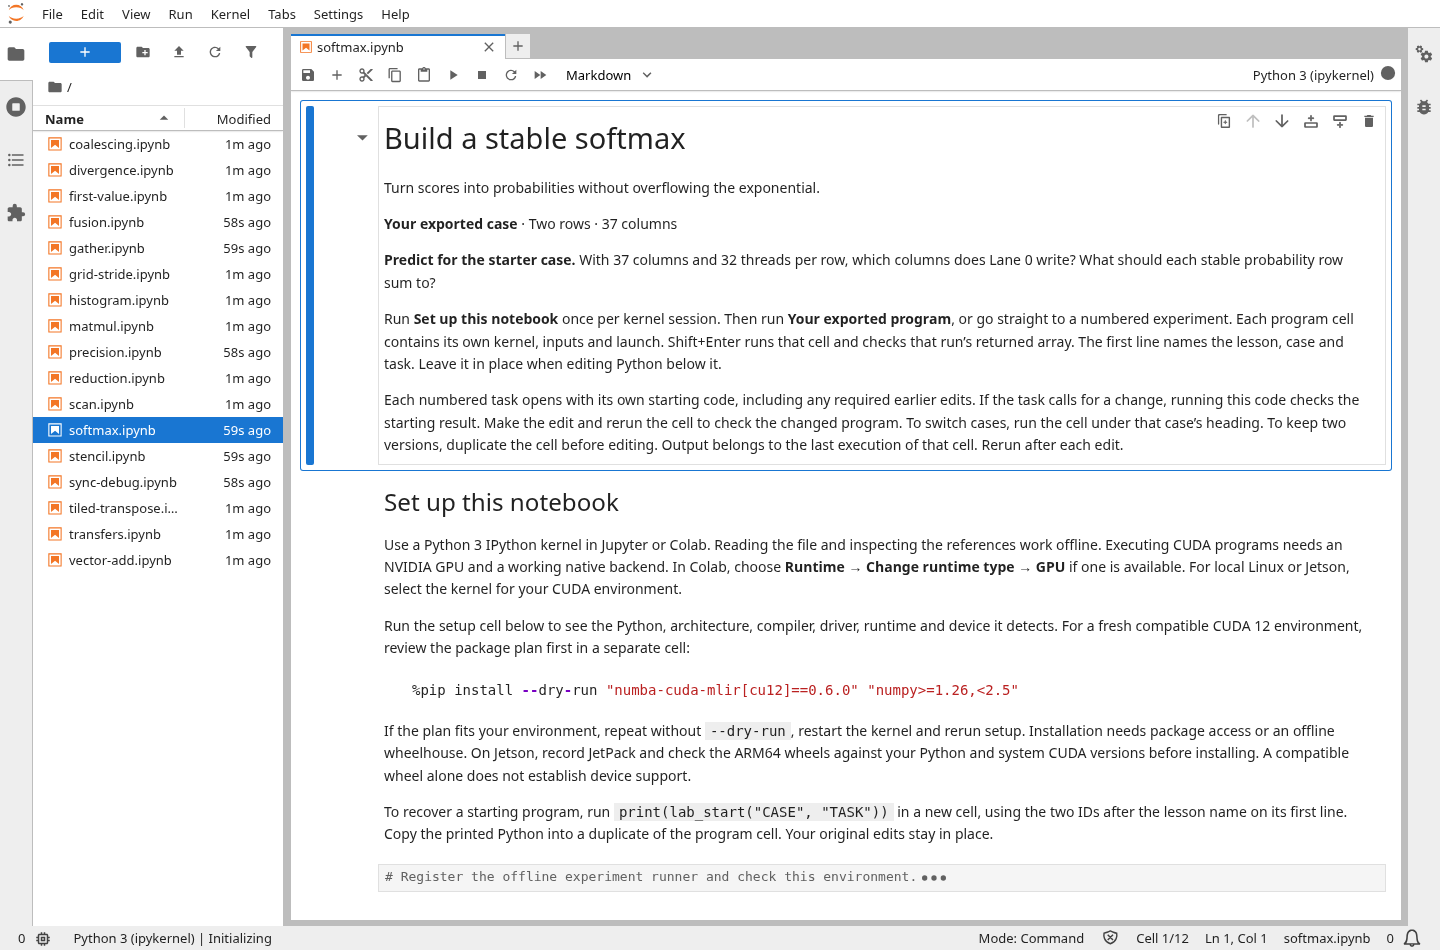 File Edit View Run Kernel Tabs Settings Help
softmax.ipynb
Markdown
Python 3 (ipykernel)
/
Name Modified
coalescing.ipynb 1m ago
divergence.ipynb 1m ago
first-value.ipynb 1m ago
fusion.ipynb 58s ago
gather.ipynb 59s ago
grid-stride.ipynb 1m ago
histogram.ipynb 1m ago
matmul.ipynb 1m ago
precision.ipynb 58s ago
reduction.ipynb 1m ago
scan.ipynb 1m ago
softmax.ipynb 59s ago
stencil.ipynb 59s ago
sync-debug.ipynb 58s ago
tiled-transpose.i... 1m ago
transfers.ipynb 1m ago
vector-add.ipynb 1m ago
Build a stable softmax
Turn scores into probabilities without overflowing the exponential.
Your exported case · Two rows · 37 columns
Predict for the starter case. With 37 columns and 32 threads per row, which columns does Lane 0 write? What should each stable probability row
sum to?
Run Set up this notebook once per kernel session. Then run Your exported program, or go straight to a numbered experiment. Each program cell
contains its own kernel, inputs and launch. Shift+Enter runs that cell and checks that run’s returned array. The first line names the lesson, case and
task. Leave it in place when editing Python below it.
Each numbered task opens with its own starting code, including any required earlier edits. If the task calls for a change, running this code checks the
starting result. Make the edit and rerun the cell to check the changed program. To switch cases, run the cell under that case’s heading. To keep two
versions, duplicate the cell before editing. Output belongs to the last execution of that cell. Rerun after each edit.
Set up this notebook
Use a Python 3 IPython kernel in Jupyter or Colab. Reading the file and inspecting the references work offline. Executing CUDA programs needs an
NVIDIA GPU and a working native backend. In Colab, choose Runtime → Change runtime type → GPU if one is available. For local Linux or Jetson,
select the kernel for your CUDA environment.
Run the setup cell below to see the Python, architecture, compiler, driver, runtime and device it detects. For a fresh compatible CUDA 12 environment,
review the package plan first in a separate cell:
%pip install --dry-run "numba-cuda-mlir[cu12]==0.6.0" "numpy>=1.26,<2.5"
If the plan fits your environment, repeat without --dry-run, restart the kernel and rerun setup. Installation needs package access or an offline
wheelhouse. On Jetson, record JetPack and check the ARM64 wheels against your Python and system CUDA versions before installing. A compatible
wheel alone does not establish device support.
To recover a starting program, run print(lab_start("CASE", "TASK")) in a new cell, using the two IDs after the lesson name on its first line.
Copy the printed Python into a duplicate of the program cell. Your original edits stay in place.
# Register the offline experiment runner and check this environment.
0 Python 3 (ipykernel) | Initializing Mode: Command Cell 1/12 Ln 1, Col 1 softmax.ipynb 0